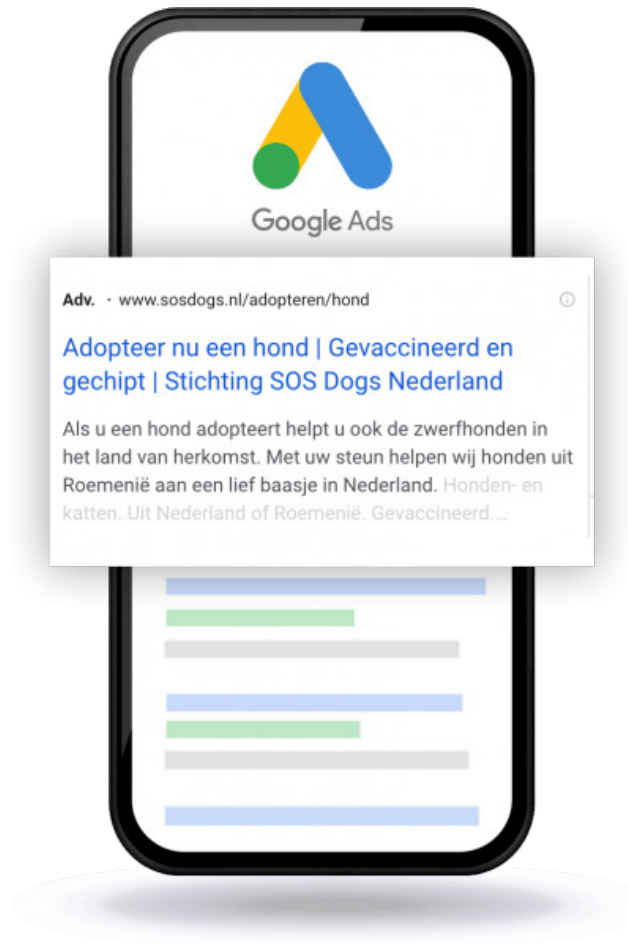 Google Ads
Adv. · www.sosdogs.nl/adopteren/hond
Adopteer nu een hond | Gevaccineerd en
gechipt | Stichting SOS Dogs Nederland
Als u een hond adopteert helpt u ook de zwerfhonden in
het land van herkomst. Met uw steun helpen wij honden uit
Roemenië aan een lief baasje in Nederland. Honden- en
katten. Uit Nederland of Roemenië. Gevaccineerd....